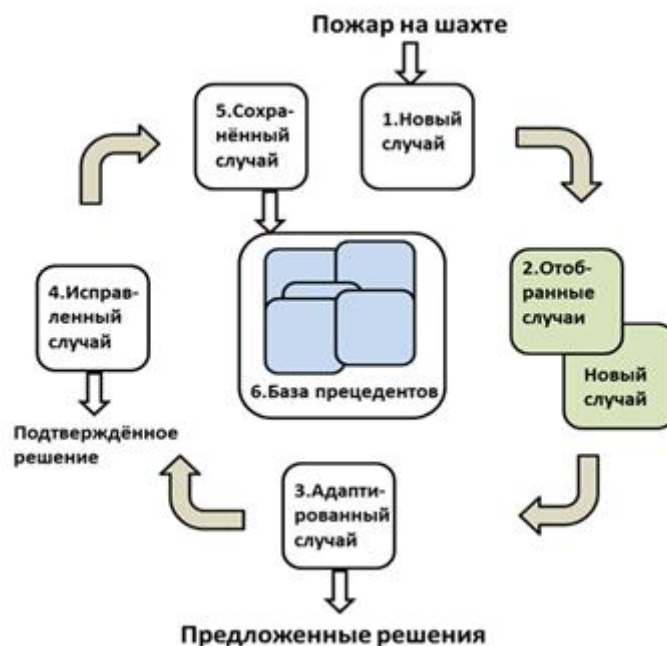 Пожар на шахте
1.Новый
случай
2.Отоб-
ранные
случаи
Новый
случай
3.Адапти-
рованный
случай
Предложенные решения
4.Исправ-
ленный
случай
Подтверждённое
решение
5.Сохра-
нённый
случай
6.База прецедентов